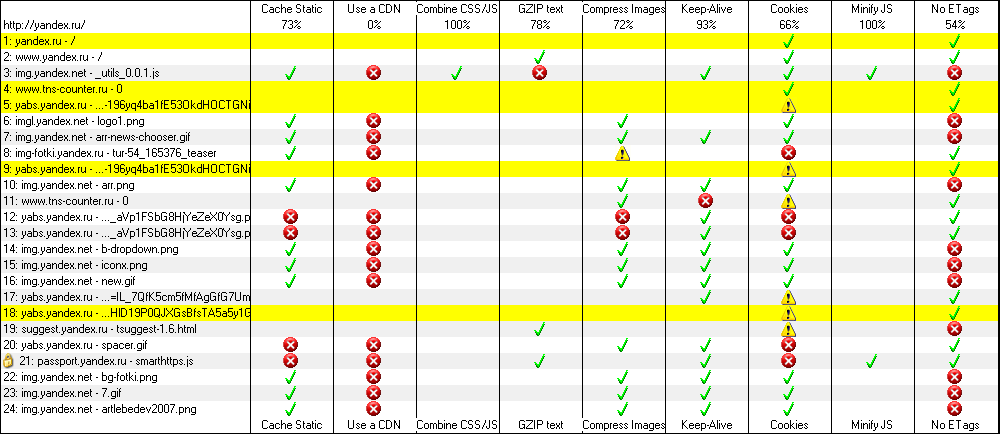 Cache Static Use a CDN Combine CSS/JS GZIP text Compress Images Keep-Alive Cookies Minify JS No ETags
http://yandex.ru/ 73% 0% 100% 78% 72% 93% 66% 100% 54%
1: yandex.ru - /
2: www.yandex.ru - /
3: img.yandex.net - _utils_0.0.1.js
4: www.tns-counter.ru - 0
5: yabs.yandex.ru - ...-196yq4ba1fE53OkdHOCTGNi
6: imgl.yandex.net - logo1.png
7: img.yandex.net - arr-news-chooser.gif
8: img-fotki.yandex.ru - tur-54_165376_teaser
9: yabs.yandex.ru - ...-196yq4ba1fE53OkdHOCTGNi
10: img.yandex.net - arr.png
11: www.tns-counter.ru - 0
12: yabs.yandex.ru - ..._aVp1FSbG8HjYeZeX0Ysg.p
13: yabs.yandex.ru - ..._aVp1FSbG8HjYeZeX0Ysg.p
14: img.yandex.net - b-dropdown.png
15: img.yandex.net - iconx.png
16: img.yandex.net - new.gif
17: yabs.yandex.ru - ...=IL_7QfK5cm5fMfAgGfG7Um
18: yabs.yandex.ru - ...HID19P0QJXGsBfsTA5a5y1G
19: suggest.yandex.ru - tsuggest-1.6.html
20: yabs.yandex.ru - spacer.gif
21: passport.yandex.ru - smarthttps.js
22: img.yandex.net - bg-fotki.png
23: img.yandex.net - 7.gif
24: img.yandex.net - artlebedev2007.png
Cache Static Use a CDN Combine CSS/JS GZIP text Compress Images Keep-Alive Cookies Minify JS No ETags